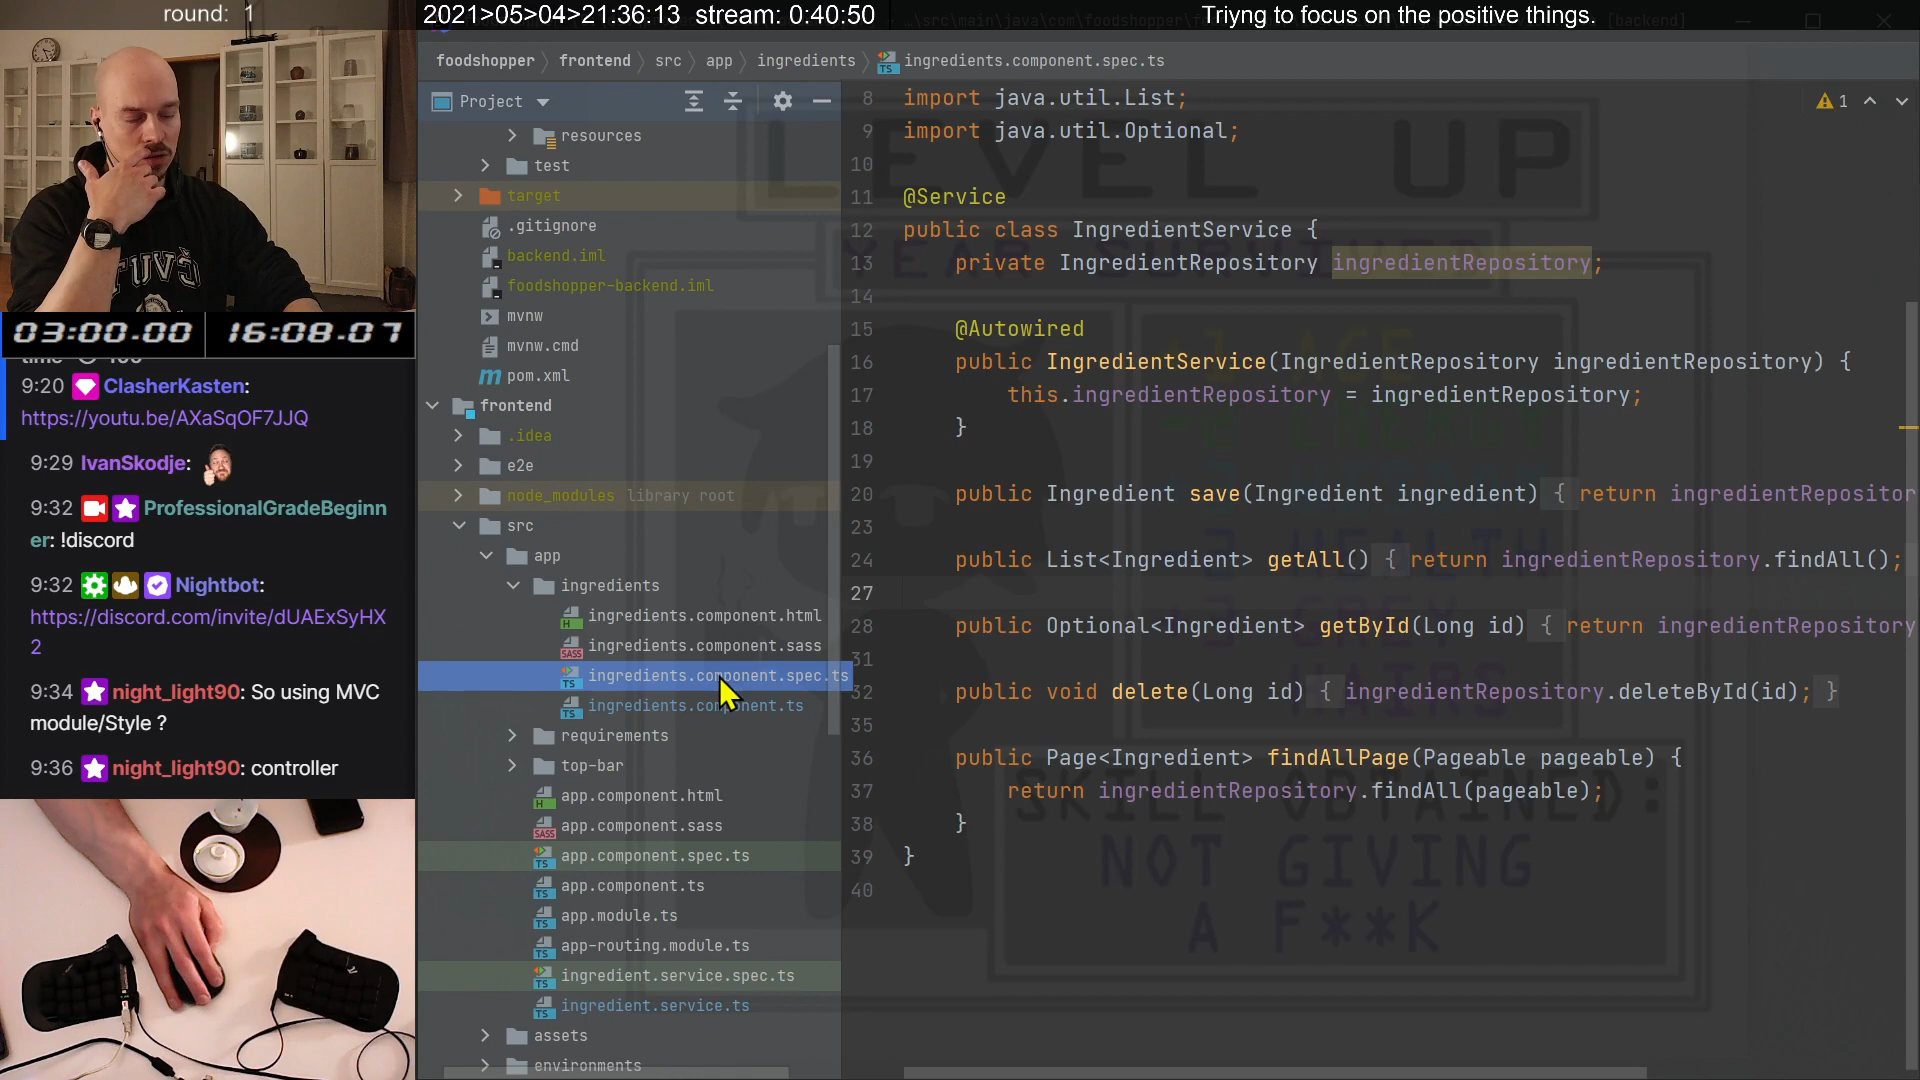 round: 1
2021>05>04>21:36:13 stream: 0:40:50
Triyng to focus on the positive things.
foodshopper
frontend
src
app
ingredients
ingredients.component.spec.ts
03:00.00
16:08.07
9:20 ClasherKasten:
https://youtu.be/AXaSqOF7JJQ
9:29 IvanSkodje:
9:32 ProfessionalGradeBeginn
er: !discord
9:32 Nightbot:
https://discord.com/invite/dUAExSyHX
2
9:34 night_light90: So using MVC
module/Style ?
9:36 night_light90: controller
Project
resources
test
target
.gitignore
backend.iml
foodshopper-backend.iml
mvnw
mvnw.cmd
pom.xml
frontend
.idea
e2e
node_modules library root
src
app
ingredients
ingredients.component.html
ingredients.component.sass
ingredients.component.spec.ts
ingredients.component.ts
requirements
top-bar
app.component.html
app.component.sass
app.component.spec.ts
app.component.ts
app.module.ts
app-routing.module.ts
ingredient.service.spec.ts
ingredient.service.ts
assets
environments
1
8 import java.util.List;
9 import java.util.Optional;
10
11 @Service
12 public class IngredientService {
13 private IngredientRepository ingredientRepository;
14
15 @Autowired
16 public IngredientService(IngredientRepository ingredientRepository) {
17 this.ingredientRepository = ingredientRepository;
18 }
19
20 public Ingredient save(Ingredient ingredient) { return ingredientRepositor
23
24 public List<Ingredient> getAll() { return ingredientRepository.findAll();
27
28 public Optional<Ingredient> getById(Long id) { return ingredientRepository
31
32 public void delete(Long id) { ingredientRepository.deleteById(id); }
35
36 public Page<Ingredient> findAllPage(Pageable pageable) {
37 return ingredientRepository.findAll(pageable);
38 }
39 }
40
LEVEL UP
SKILL OBTAINED:
NOT GIVING
A F**K